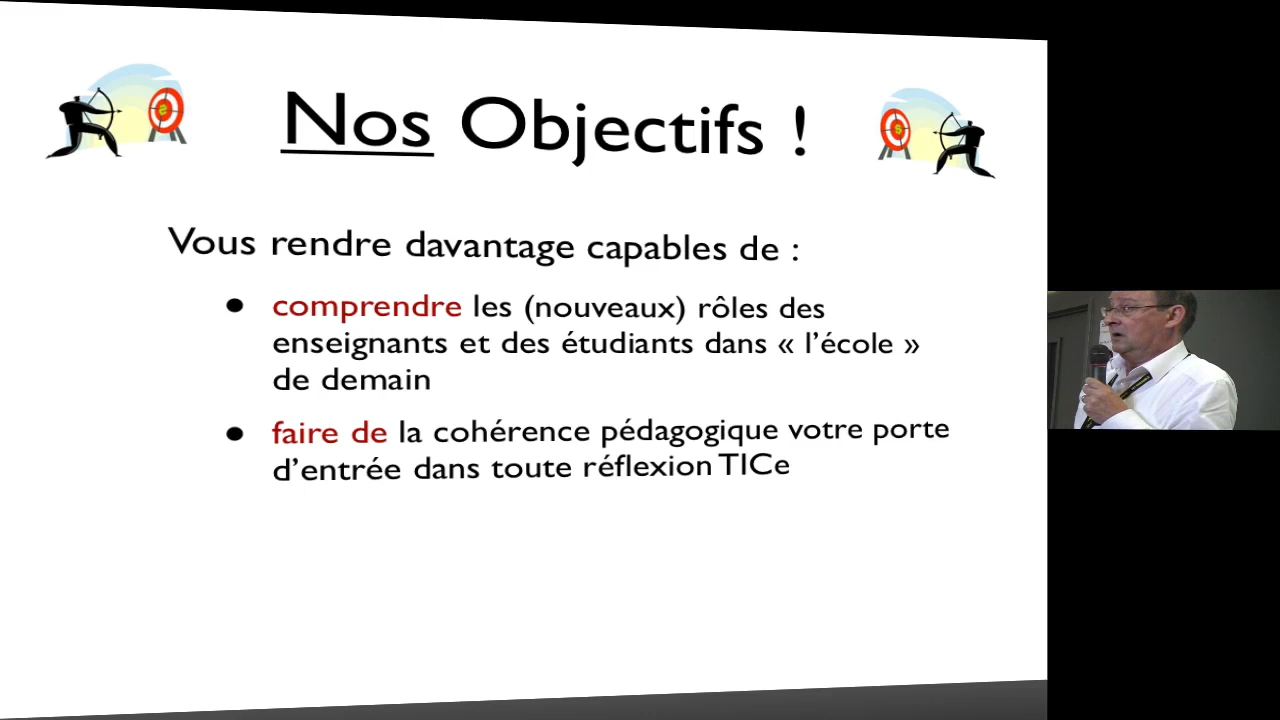 Nos Objectifs !
Vous rendre davantage capables de :
• comprendre les (nouveaux) rôles des
enseignants et des étudiants dans « l’école »
de demain
• faire de la cohérence pédagogique votre porte
d’entrée dans toute réflexion TICe